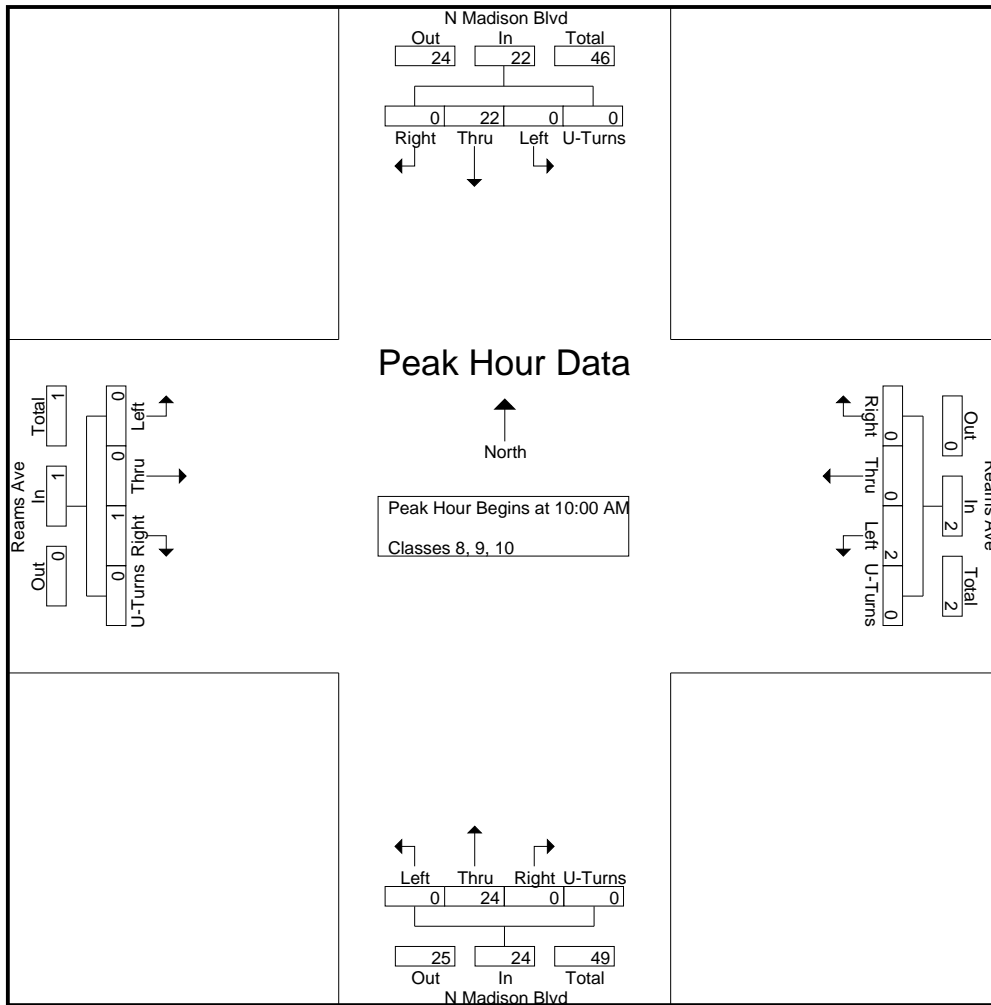 N Madison Blvd
Out In Total
24 22 46
0 22 0 0
Right Thru Left U-Turns
Peak Hour Data
North
Peak Hour Begins at 10:00 AM
Classes 8, 9, 10
Reams Ave
Out In Total
0 1 1
U-Turns Right Thru Left
0 1 0 0
Reams Ave
Out In Total
0 2 2
Right Thru Left U-Turns
0 0 2 0
Left Thru Right U-Turns
0 24 0 0
25 24 49
Out In Total
N Madison Blvd